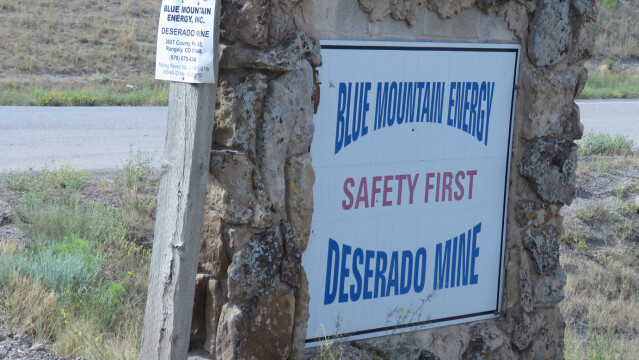 BLUE MOUNTAIN
ENERGY, INC.
DESERADO MINE
Rangely, CO
BLUE MOUNTAIN ENERGY
SAFETY FIRST
DESERADO MINE